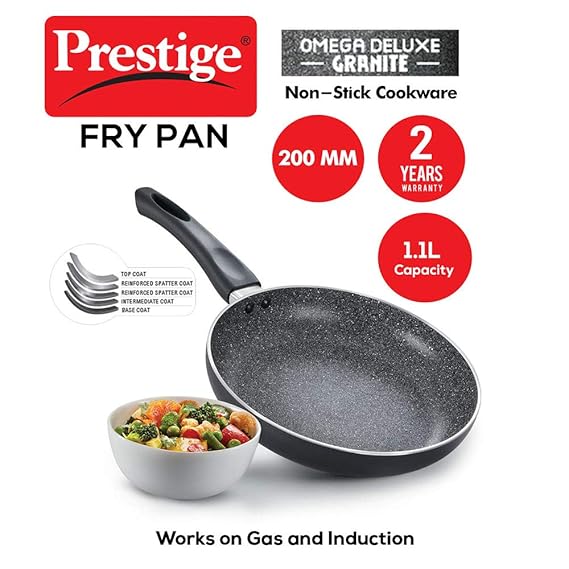 Prestige®
FRY PAN
OMEGA DELUXE
GRANITE
Non-Stick Cookware
200 MM
2
YEARS
WARRANTY
1.1L
Capacity
TOP COAT
REINFORCED SPATTER COAT
REINFORCED SPATTER COAT
INTERMEDIATE COAT
BASE COAT
Works on Gas and Induction